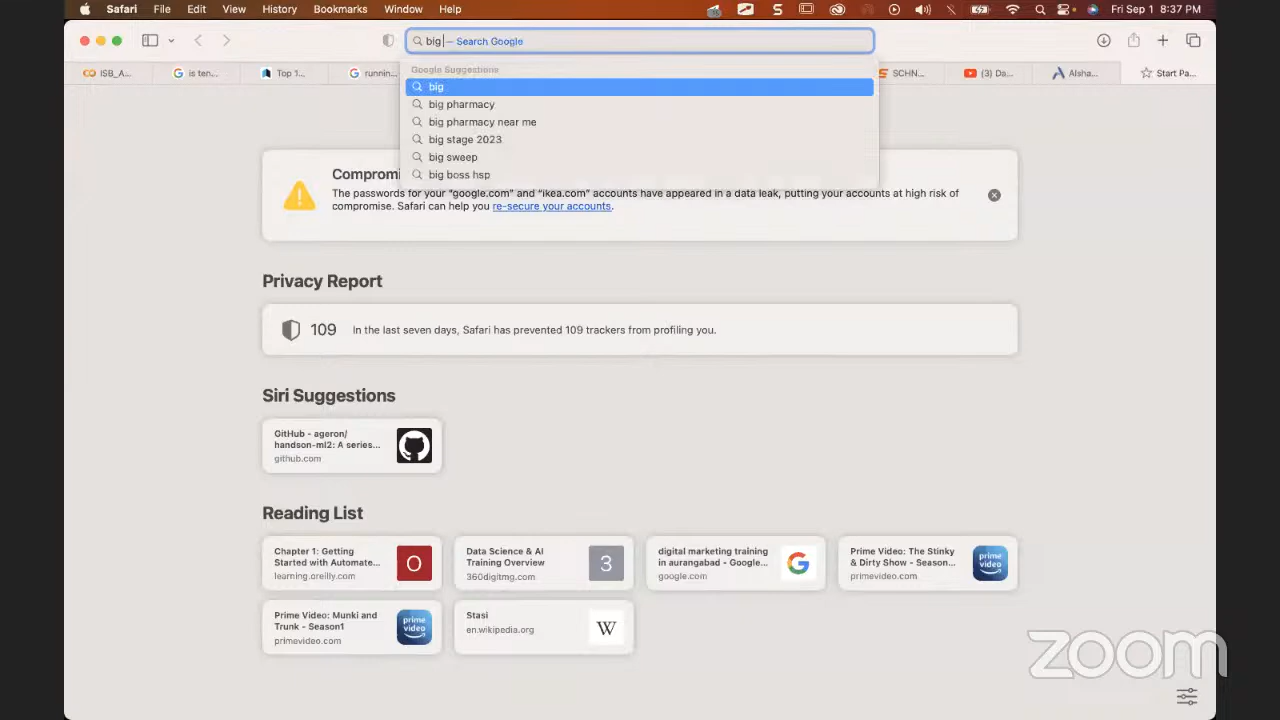 Safari File Edit View History Bookmarks Window Help Fri Sep 1 8:37 PM
big — Search Google
ISB_A... is ten... Top 1... runnin... SCHN... (3) Da... Alsha... Start Pa...
Google Suggestions
big
big pharmacy
big pharmacy near me
big stage 2023
big sweep
big boss hsp
Compromi
The passwords for your “google.com” and “ikea.com” accounts have appeared in a data leak, putting your accounts at high risk of
compromise. Safari can help you re-secure your accounts.
Privacy Report
109 In the last seven days, Safari has prevented 109 trackers from profiling you.
Siri Suggestions
GitHub - ageron/
handson-ml2: A series...
github.com
Reading List
Chapter 1: Getting
Started with Automate...
learning.oreilly.com
O
Data Science & AI
Training Overview
360digitmg.com
3
digital marketing training
in aurangabad - Google...
google.com
G
Prime Video: The Stinky
& Dirty Show - Season...
primevideo.com
prime
video
Prime Video: Munki and
Trunk - Season1
primevideo.com
prime
video
Stasi
en.wikipedia.org
W
zoom